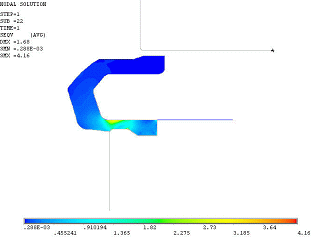 NODAL SOLUTION
STEP=1
SUB =22
TIME=1
SEQV (AVG)
DMX =1.68
SMN =.288E-03
SMX =4.16
.288E-03 .910194 1.82 2.73 3.64
.455241 1.365 2.275 3.185 4.16